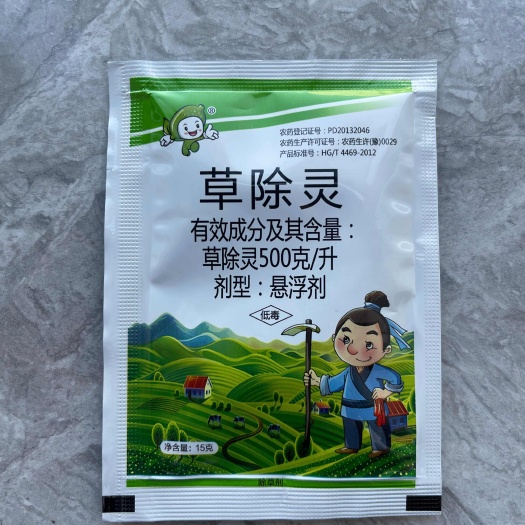 ®
农药登记证号：PD20132046
农药生产许可证号：农药生许(豫)0029
产品标准号：HG/T 4469-2012
草除灵
有效成分及其含量：
草除灵500克/升
剂型：悬浮剂
低毒
净含量：15克
除草剂